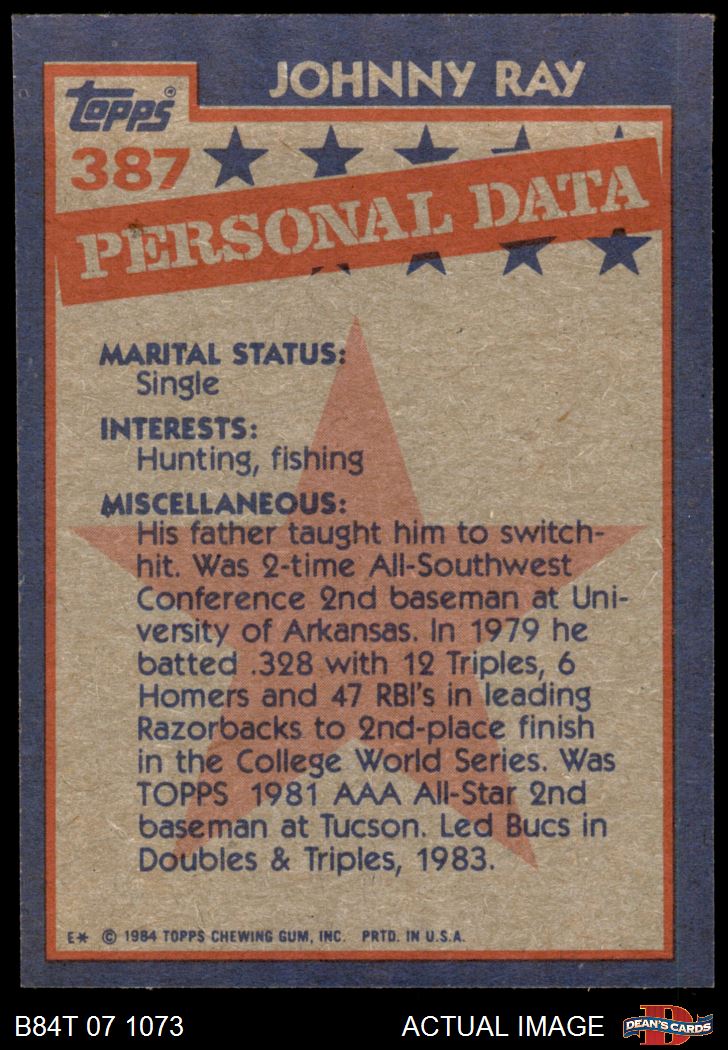 JOHNNY RAY
TOPPS®
387
PERSONAL DATA
MARITAL STATUS:
Single
INTERESTS:
Hunting, fishing
MISCELLANEOUS:
His father taught him to switch-
hit. Was 2-time All-Southwest
Conference 2nd baseman at Uni-
versity of Arkansas. In 1979 he
batted .328 with 12 Triples, 6
Homers and 47 RBI's in leading
Razorbacks to 2nd-place finish
in the College World Series. Was
TOPPS 1981 AAA All-Star 2nd
baseman at Tucson. Led Bucs in
Doubles & Triples, 1983.
E* © 1984 TOPPS CHEWING GUM, INC. PRTD. IN U.S.A.
B84T 07 1073 ACTUAL IMAGE D DEAN'S CARDS